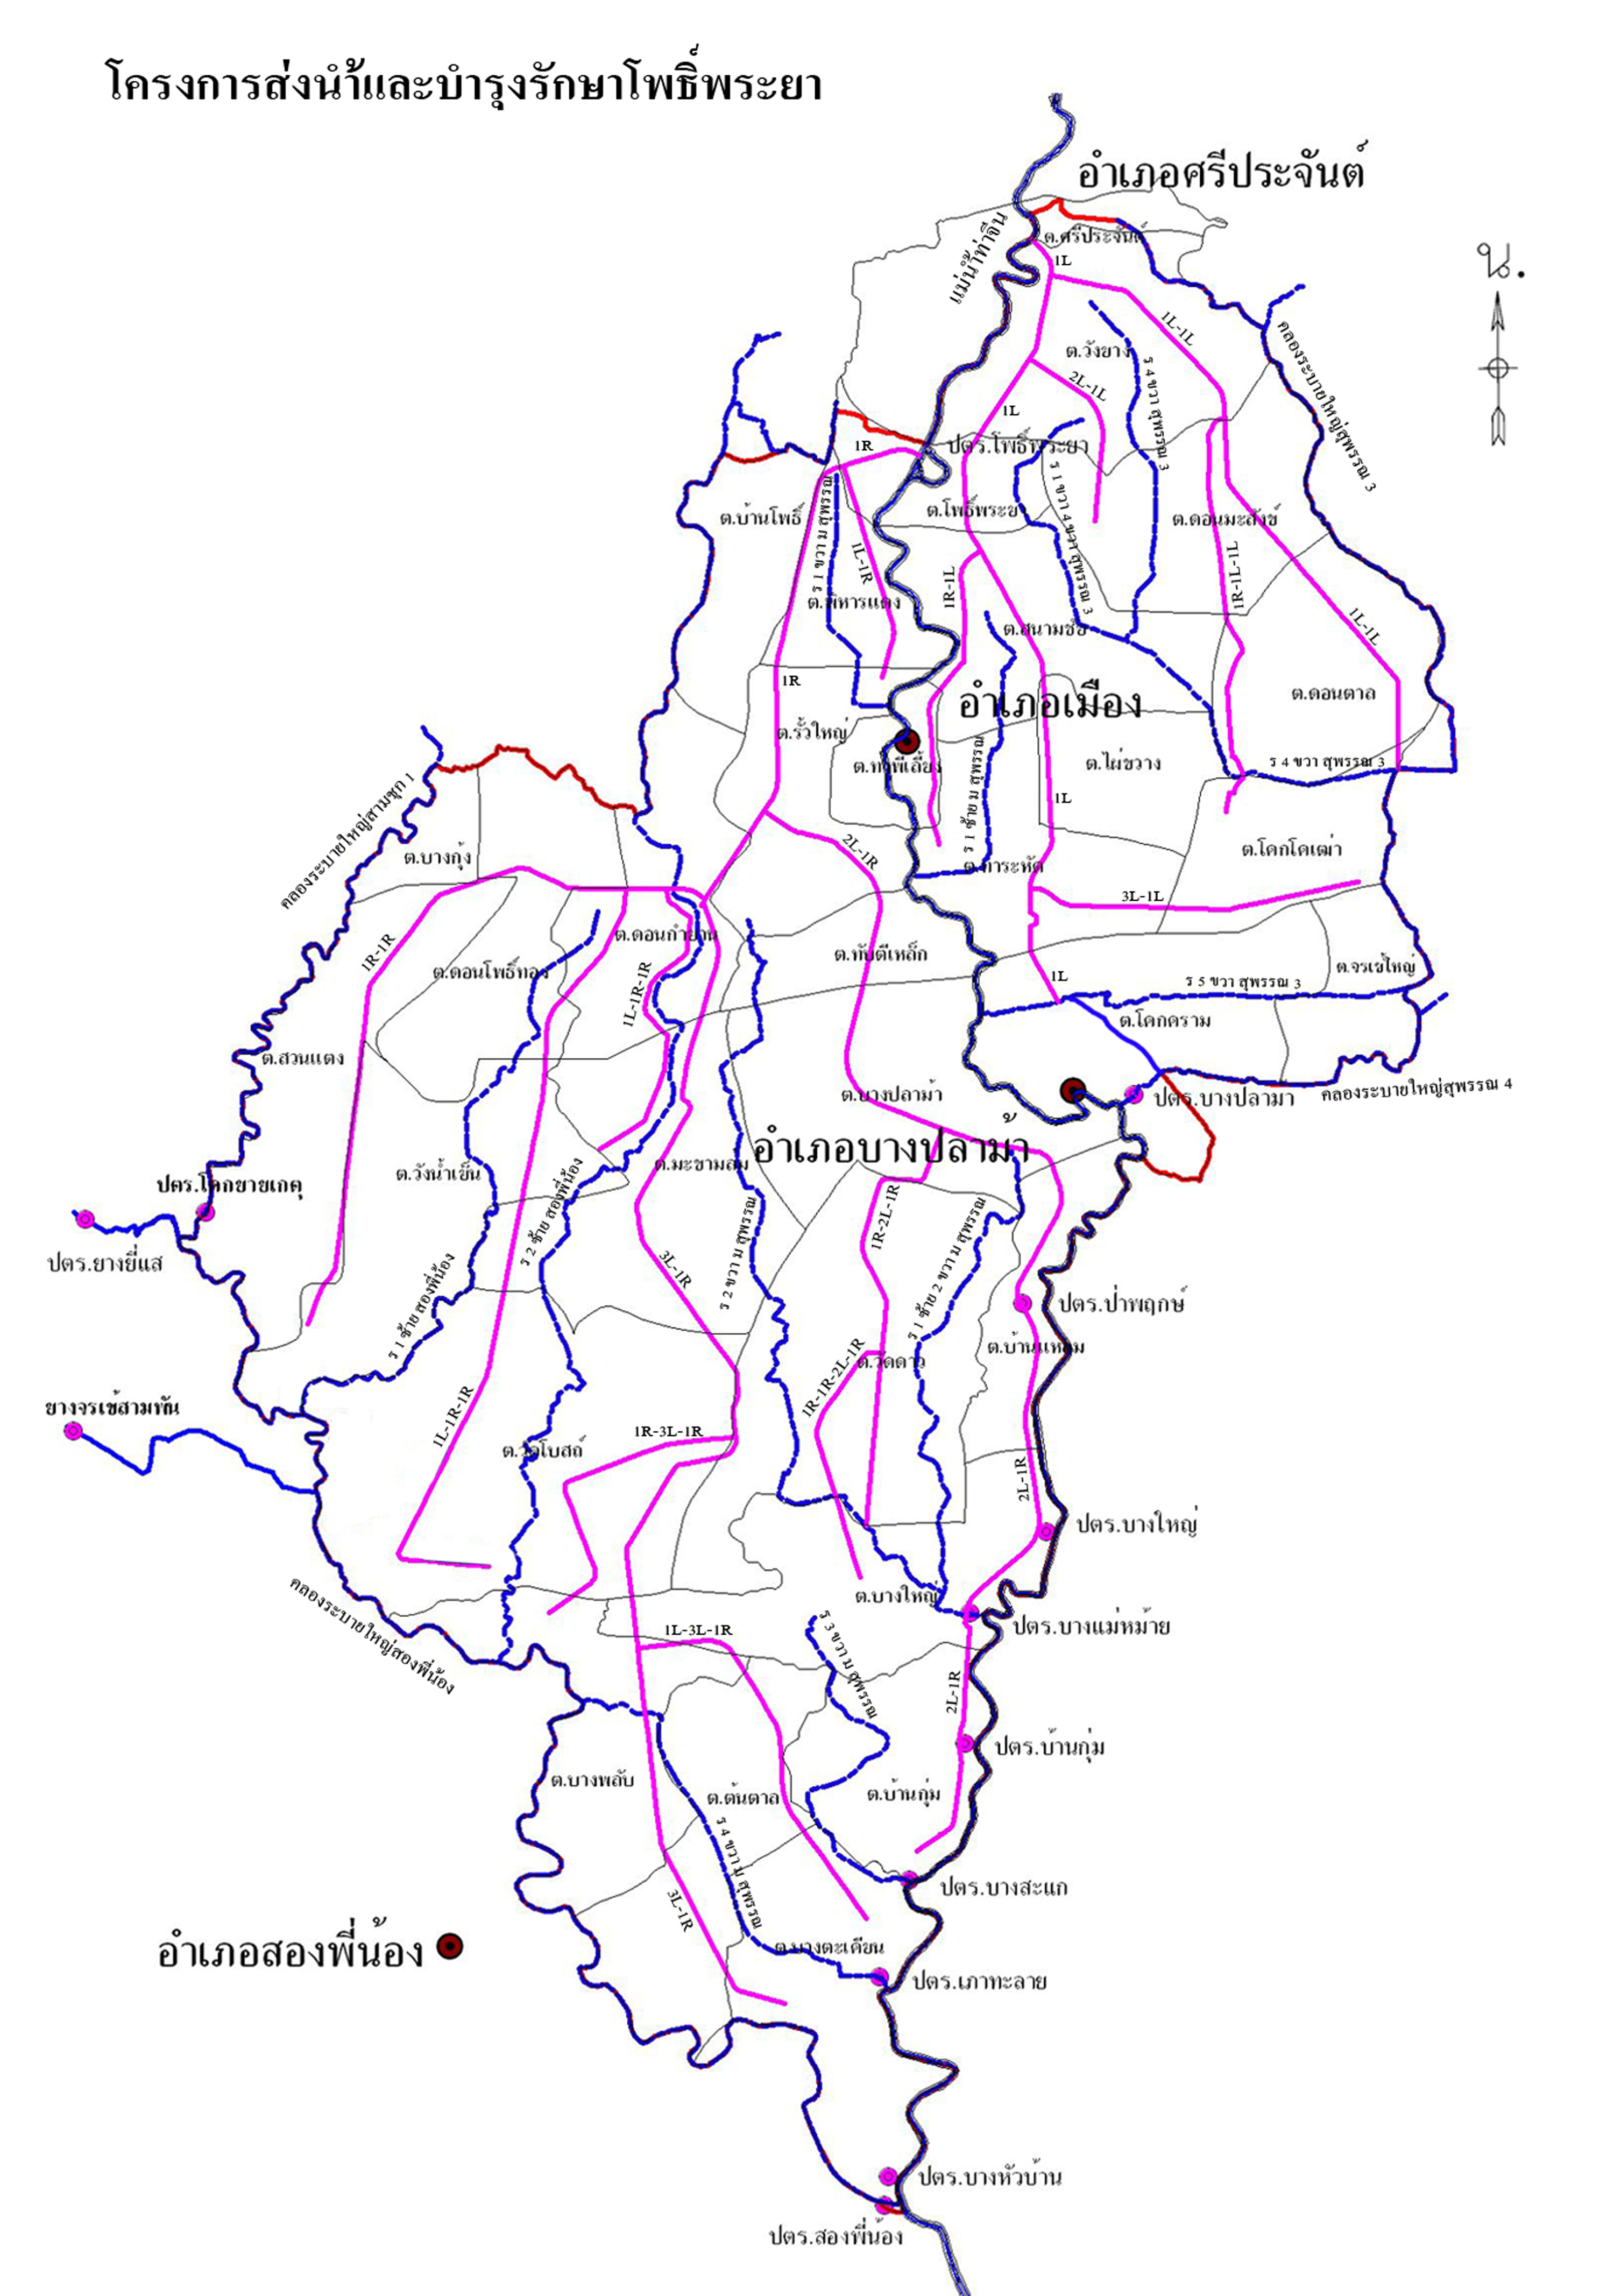 โครงการส่งน้ำและบำรุงรักษาโพธิ์พระยา
อำเภอศรีประจันต์
น.
แม่น้ำท่าจีน
ต.ศรีประจันต์
1L
1L-1L
คลองระบายใหญ่สุพรรณ 3
ต.วังยาง
2L-1L
ร 4 ขวา สุพรรณ 3
1L
1R
ปตร.โพธิ์พระยา
ต.บ้านโพธิ์
ร 1 ขวา ม สุพรรณ
1L-1R
ต.โพธิ์พระยา
ร 1 ขวา 4 ขวา สุพรรณ 3
ต.ดอนมะสังข์
1R-1L-1L
1R-1L
ต.พิหารแดง
ต.สนามชัย
1L-1L
1R
อำเภอเมือง
ต.ดอนตาล
ต.รั้วใหญ่
ต.ท่าพี่เลี้ยง
ร 1 ซ้าย ม สุพรรณ
ต.ไผ่ขวาง
ร 4 ขวา สุพรรณ 3
1L
คลองระบายใหญ่สามชุก 1
ต.บางกุ้ง
2L-1R
ต.ท่าระหัด
ต.โคกโคเฒ่า
3L-1L
1R-1R
ต.ดอนกำยาน
ต.ดอนโพธิ์ทอง
1L-1R-1R
ต.ทับตีเหล็ก
1L
ต.จรเข้ใหญ่
ร 5 ขวา สุพรรณ 3
ต.โคกคราม
ต.สวนแตง
ต.บางปลาม้า
ปตร.บางปลามา
คลองระบายใหญ่สุพรรณ 4
อำเภอบางปลาม้า
ต.มะขามล้ม
ต.วังน้ำเย็น
ปตร.โคกยายเกตุ
ปตร.ยางยี่แส
ร 2 ซ้าย สองพี่น้อง
ร 1 ซ้าย สองพี่น้อง
3L-1R
ร 2 ขวา ม สุพรรณ
1R-2L-1R
ร 1 ซ้าย 2 ขวา ม สุพรรณ
ปตร.ป่าพฤกษ์
ต.บ้านแหลม
ต.วัดดาว
1R-1R-2L-1R
ยางจรเข้สามพัน
1L-1R-1R
ต.วัดโบสถ์
1R-3L-1R
2L-1R
ปตร.บางใหญ่
คลองระบายใหญ่สองพี่น้อง
ต.บางใหญ่
ปตร.บางแม่หม้าย
1L-3L-1R
ร 3 ขวา ม สุพรรณ
2L-1R
ปตร.บ้านกุ่ม
ต.บางพลับ
ต.ต้นตาล
ต.บ้านกุ่ม
ร 4 ขวา ม สุพรรณ
ปตร.บางสะแก
3L-1R
อำเภอสองพี่น้อง
ต.บางตะเคียน
ปตร.เภาทะลาย
ปตร.บางหัวบ้าน
ปตร.สองพี่น้อง